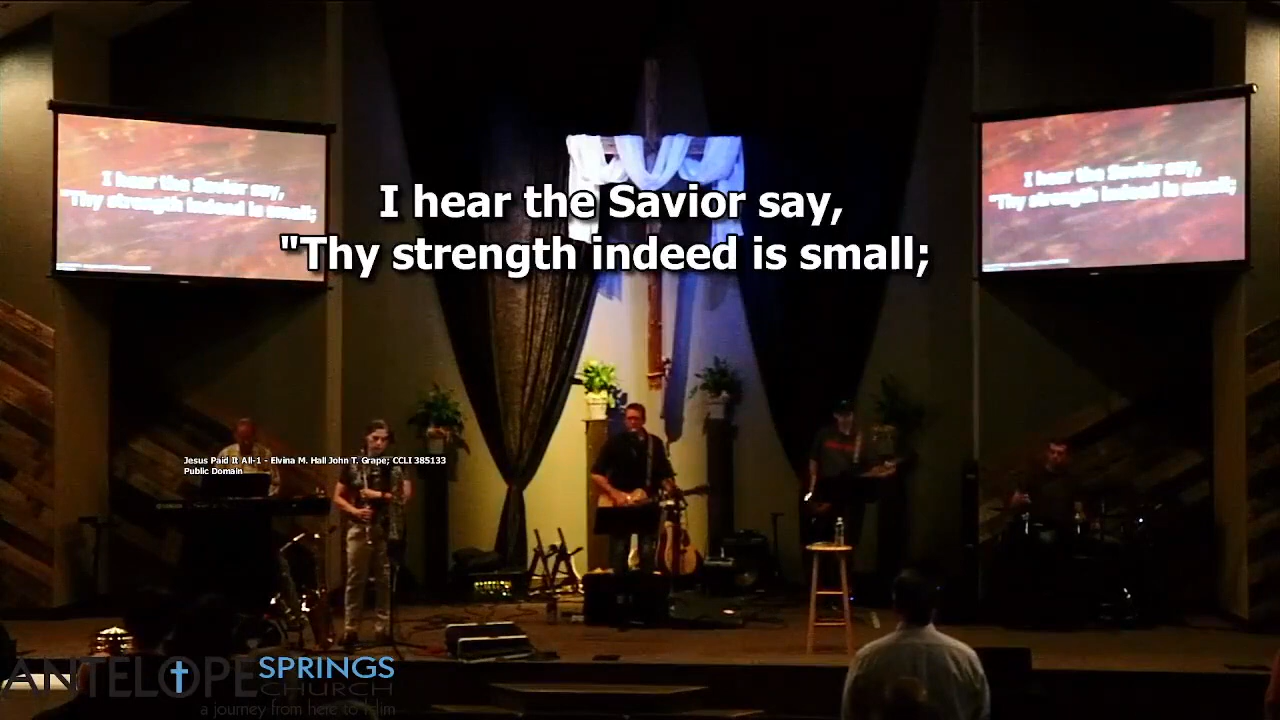 I hear the Savior say,
"Thy strength indeed is small;
I hear the Savior say,
"Thy strength indeed is small;
I hear the Savior say,
"Thy strength indeed is small;
Jesus Paid It All-1 - Elvina M. Hall John T. Grape; CCLI 385133
Public Domain
ANTELOPE SPRINGS
CHURCH
a journey from here to Him